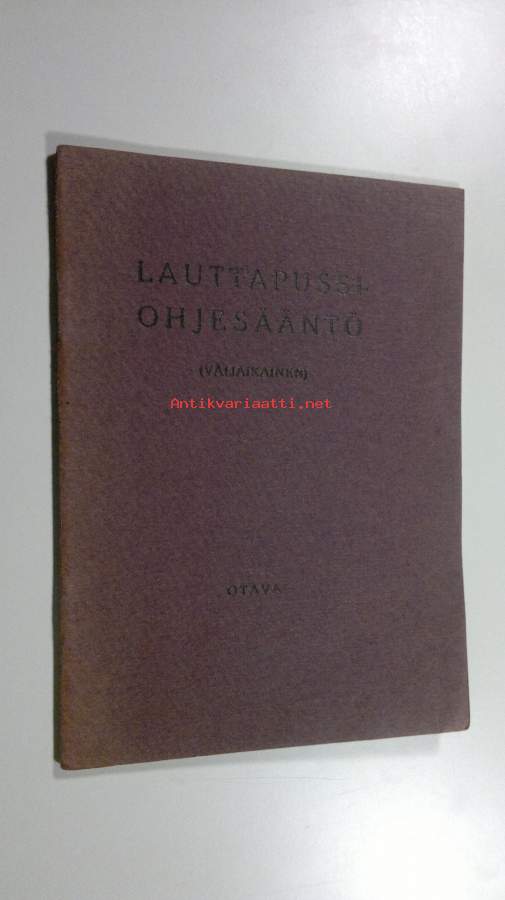 LAUTTAPUSSI-
OHJESÄÄNTÖ
(VÄLIAIKAINEN)
Antikvariaatti.net
OTAVA